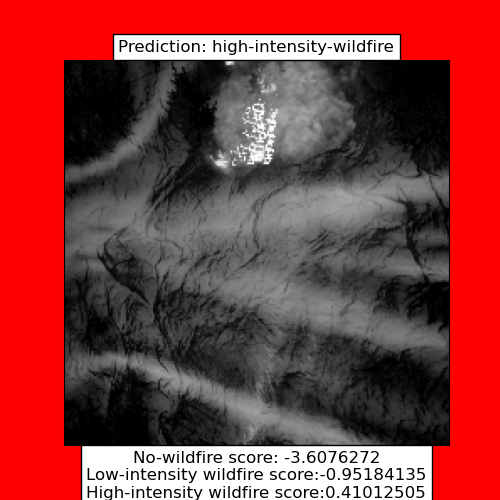 Prediction: high-intensity-wildfire
No-wildfire score: -3.6076272
Low-intensity wildfire score:-0.95184135
High-intensity wildfire score:0.41012505